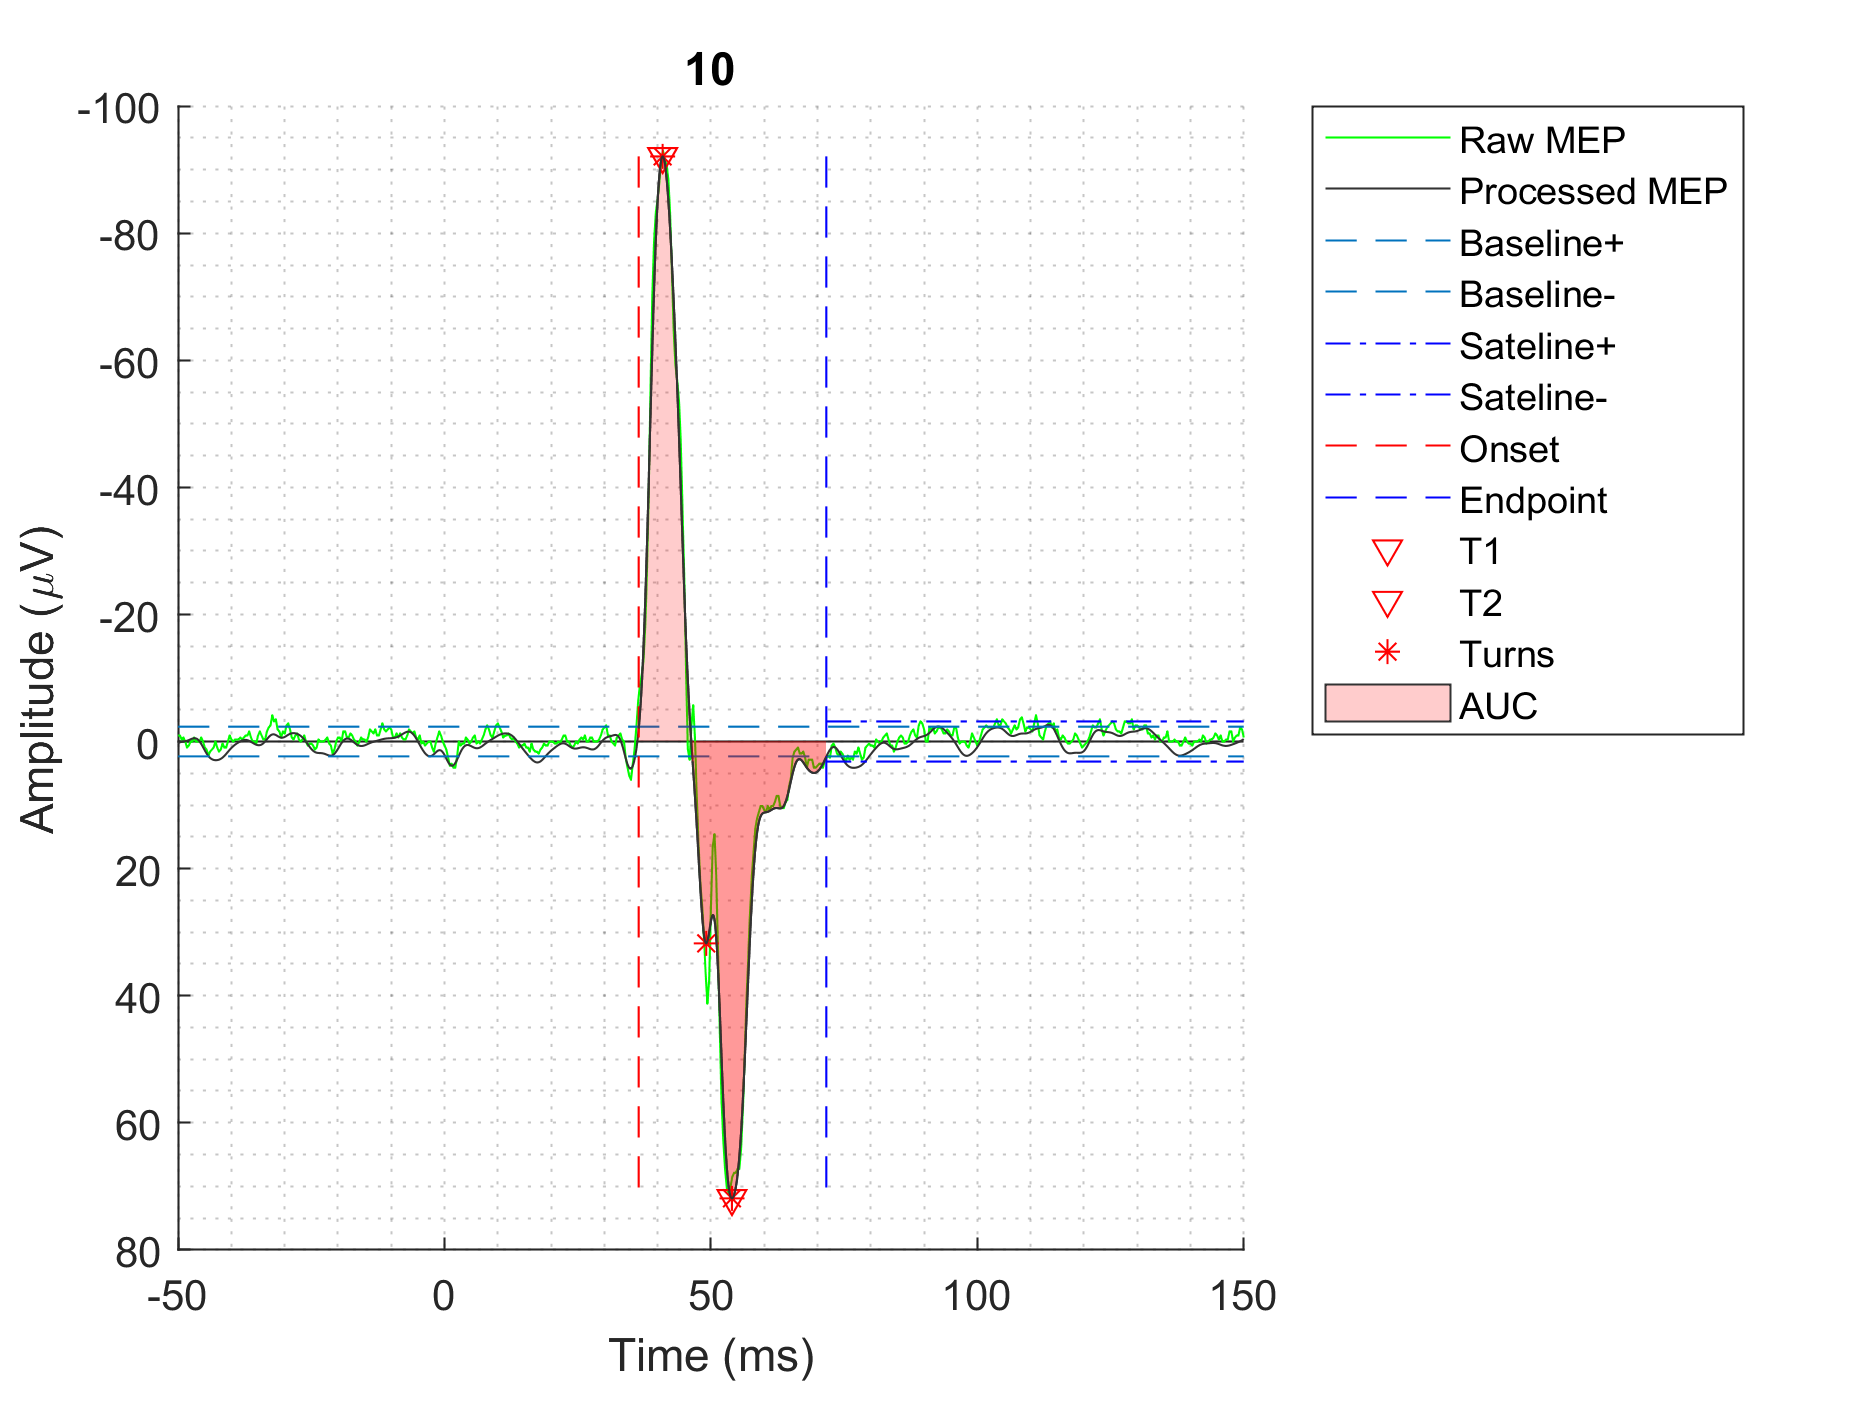 10
-100
-80
-60
-40
-20
0
20
40
60
80
-50
0
50
100
150
Amplitude (μV)
Time (ms)
Raw MEP
Processed MEP
Baseline+
Baseline-
Sateline+
Sateline-
Onset
Endpoint
T1
T2
Turns
AUC